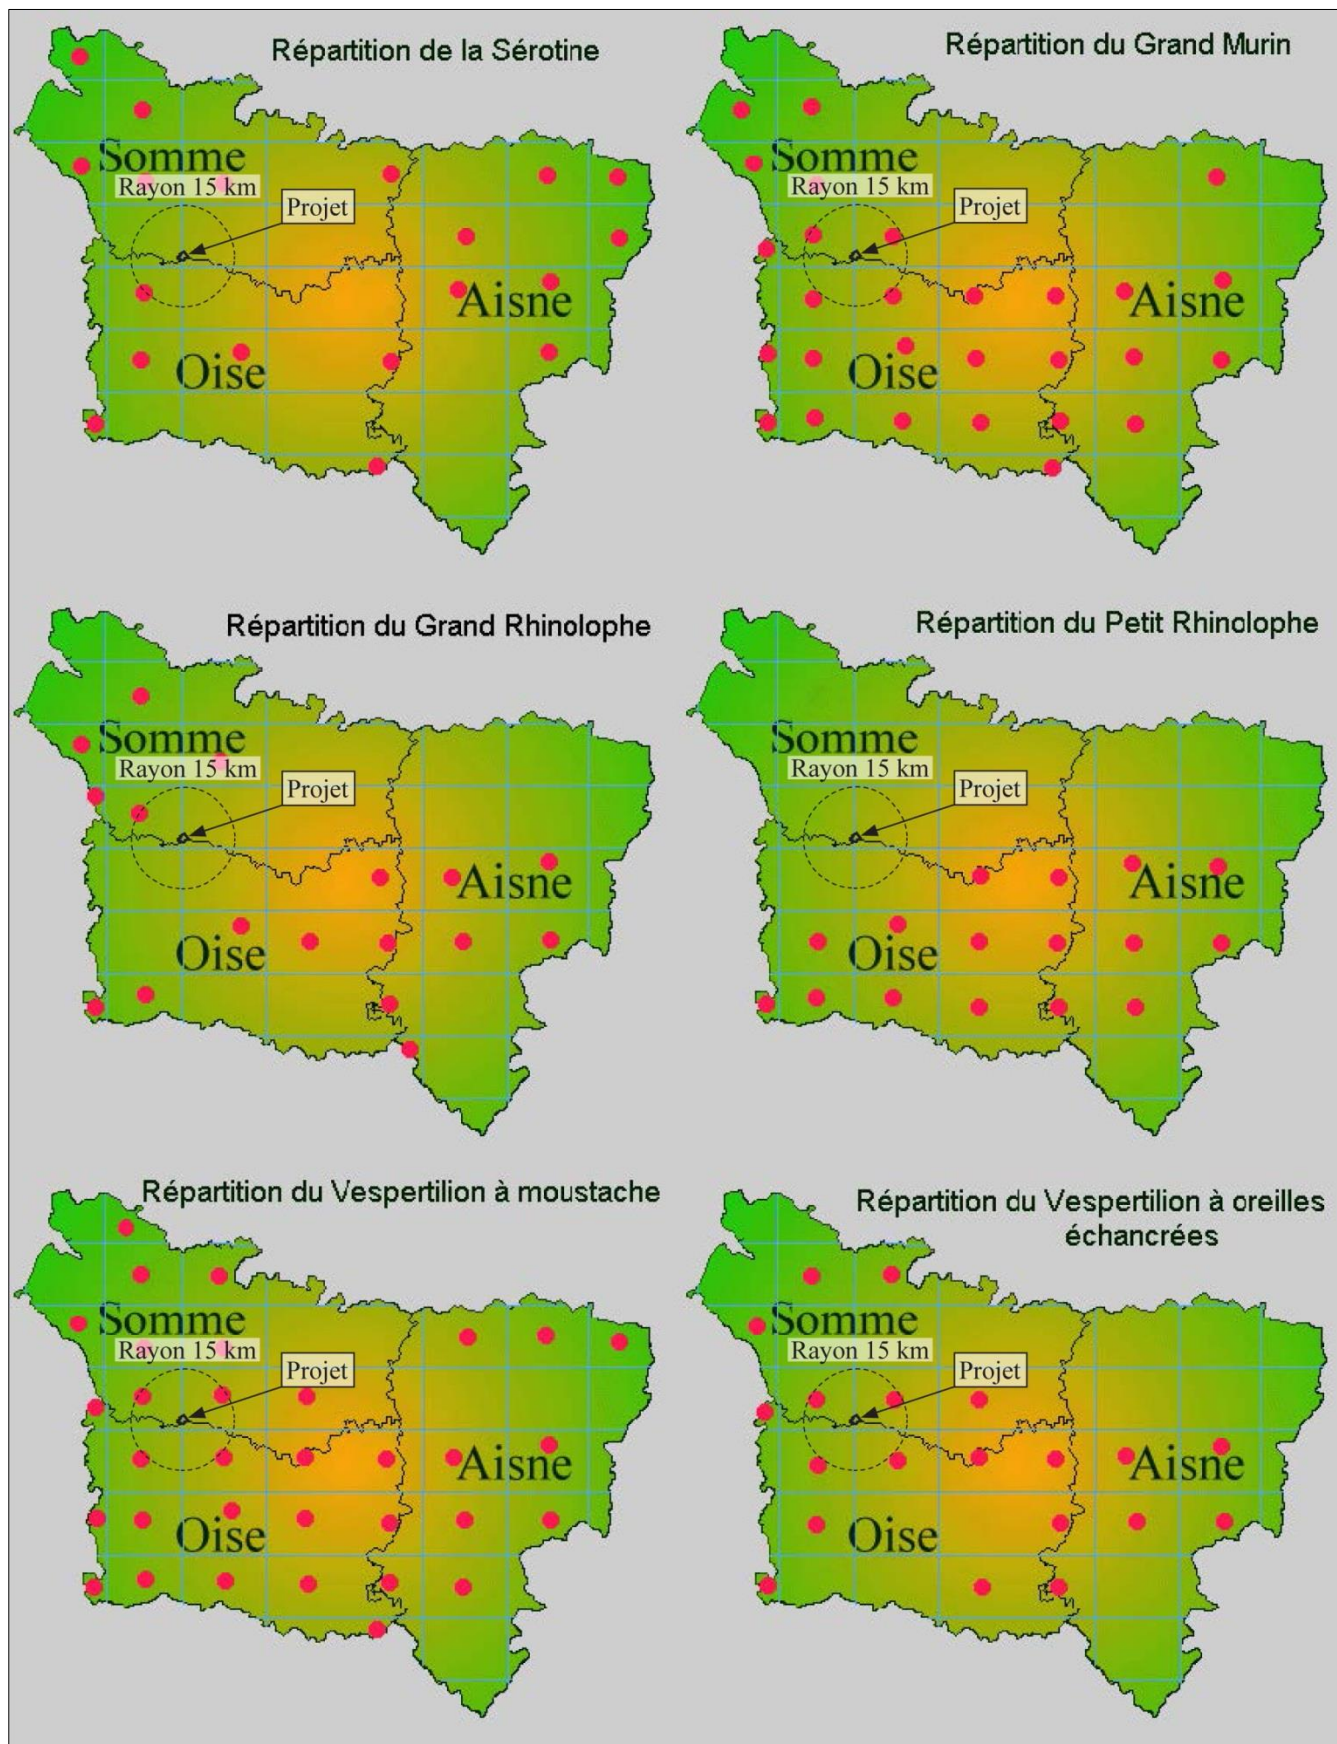 Répartition de la Sérotine
Somme
Rayon 15 km
Projet
Aisne
Oise
Répartition du Grand Murin
Somme
Rayon 15 km
Projet
Aisne
Oise
Répartition du Grand Rhinolophe
Somme
Rayon 15 km
Projet
Aisne
Oise
Répartition du Petit Rhinolophe
Somme
Rayon 15 km
Projet
Aisne
Oise
Répartition du Vespertilion à moustache
Somme
Rayon 15 km
Projet
Aisne
Oise
Répartition du Vespertilion à oreilles
échancrées
Somme
Rayon 15 km
Projet
Aisne
Oise